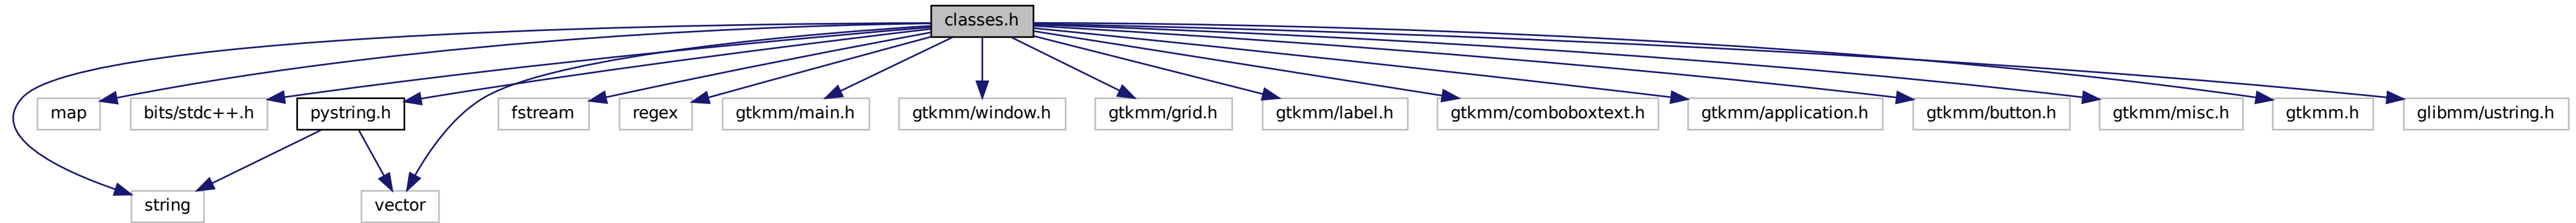 classes.h
map
bits/stdc++.h
pystring.h
fstream
regex
gtkmm/main.h
gtkmm/window.h
gtkmm/grid.h
gtkmm/label.h
gtkmm/comboboxtext.h
gtkmm/application.h
gtkmm/button.h
gtkmm/misc.h
gtkmm.h
glibmm/ustring.h
string
vector